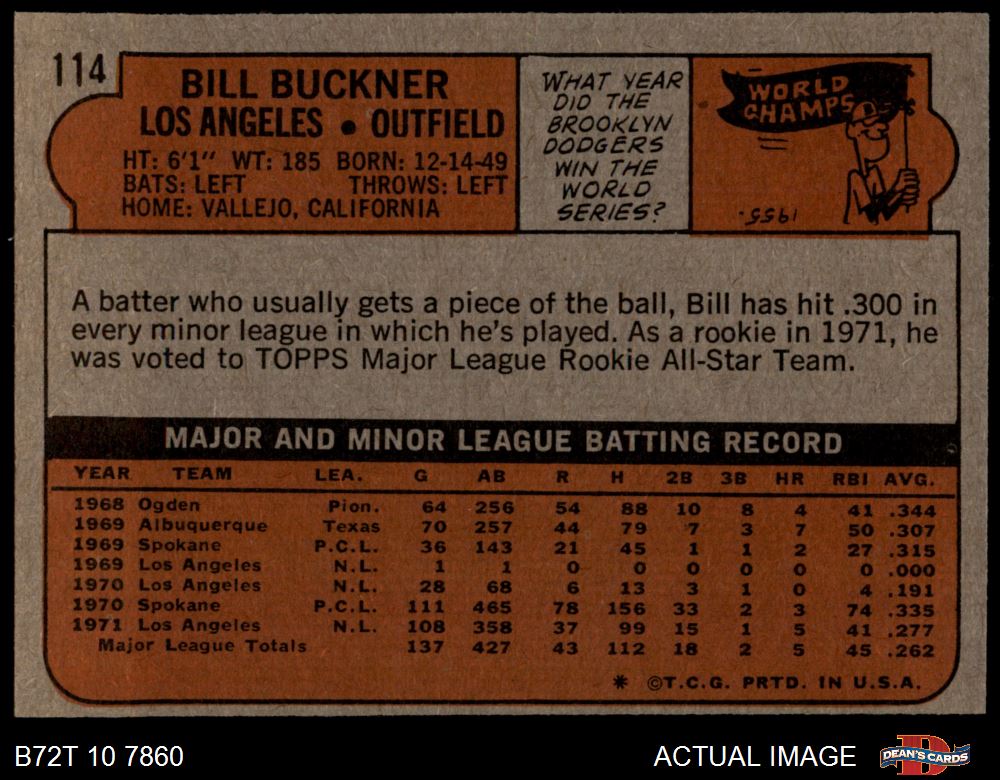 114
BILL BUCKNER
LOS ANGELES • OUTFIELD
HT: 6'1" WT: 185 BORN: 12-14-49
BATS: LEFT THROWS: LEFT
HOME: VALLEJO, CALIFORNIA
WHAT YEAR
DID THE
BROOKLYN
DODGERS
WIN THE
WORLD
SERIES?
WORLD
CHAMPS
1955.
A batter who usually gets a piece of the ball, Bill has hit .300 in
every minor league in which he's played. As a rookie in 1971, he
was voted to TOPPS Major League Rookie All-Star Team.
MAJOR AND MINOR LEAGUE BATTING RECORD
YEAR TEAM LEA. G AB R H 2B 3B HR RBI AVG.
1968 Ogden Pion. 64 256 54 88 10 8 4 41 .344
1969 Albuquerque Texas 70 257 44 79 7 3 7 50 .307
1969 Spokane P.C.L. 36 143 21 45 1 1 2 27 .315
1969 Los Angeles N.L. 1 1 0 0 0 0 0 0 .000
1970 Los Angeles N.L. 28 68 6 13 3 1 0 4 .191
1970 Spokane P.C.L. 111 465 78 156 33 2 3 74 .335
1971 Los Angeles N.L. 108 358 37 99 15 1 5 41 .277
Major League Totals 137 427 43 112 18 2 5 45 .262
* ©T.C.G. PRTD. IN U.S.A.
B72T 10 7860
ACTUAL IMAGE
D
DEAN'S CARDS